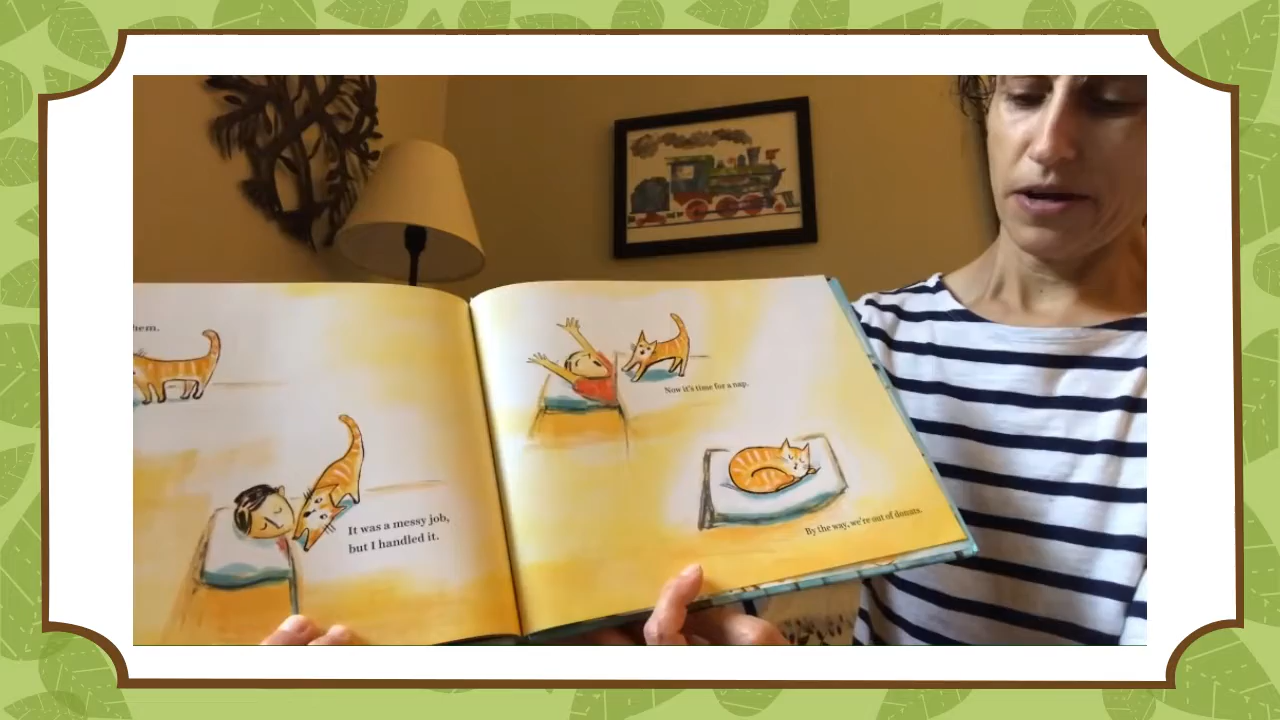 It was a messy job,
but I handled it.
Now it's time for a nap.
By the way, we're out of donuts.